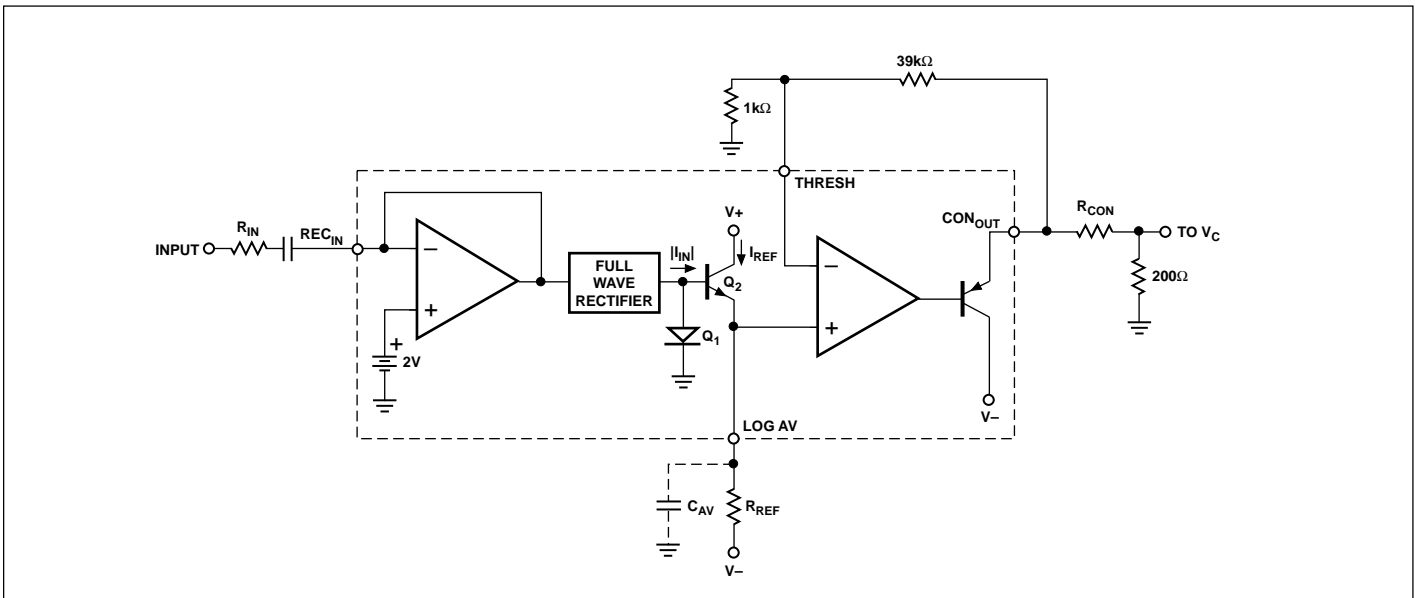 39kΩ
1kΩ
THRESH
V+
CON_OUT
R_CON
R_IN
REC_IN
INPUT
|I_IN|
I_REF
TO V_C
−
+
FULL
WAVE
RECTIFIER
Q_2
−
+
200Ω
+
2V
Q_1
V−
LOG AV
C_AV
R_REF
V−